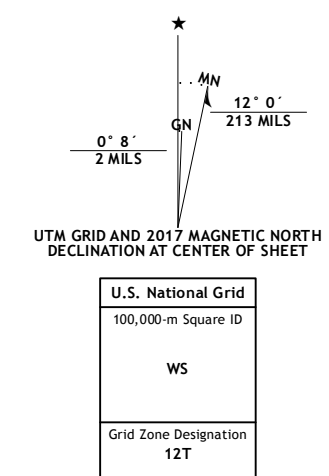 ★
MN
GN
12° 0´
213 MILS
0° 8´
2 MILS
UTM GRID AND 2017 MAGNETIC NORTH
DECLINATION AT CENTER OF SHEET
U.S. National Grid
100,000-m Square ID
WS
Grid Zone Designation
12T